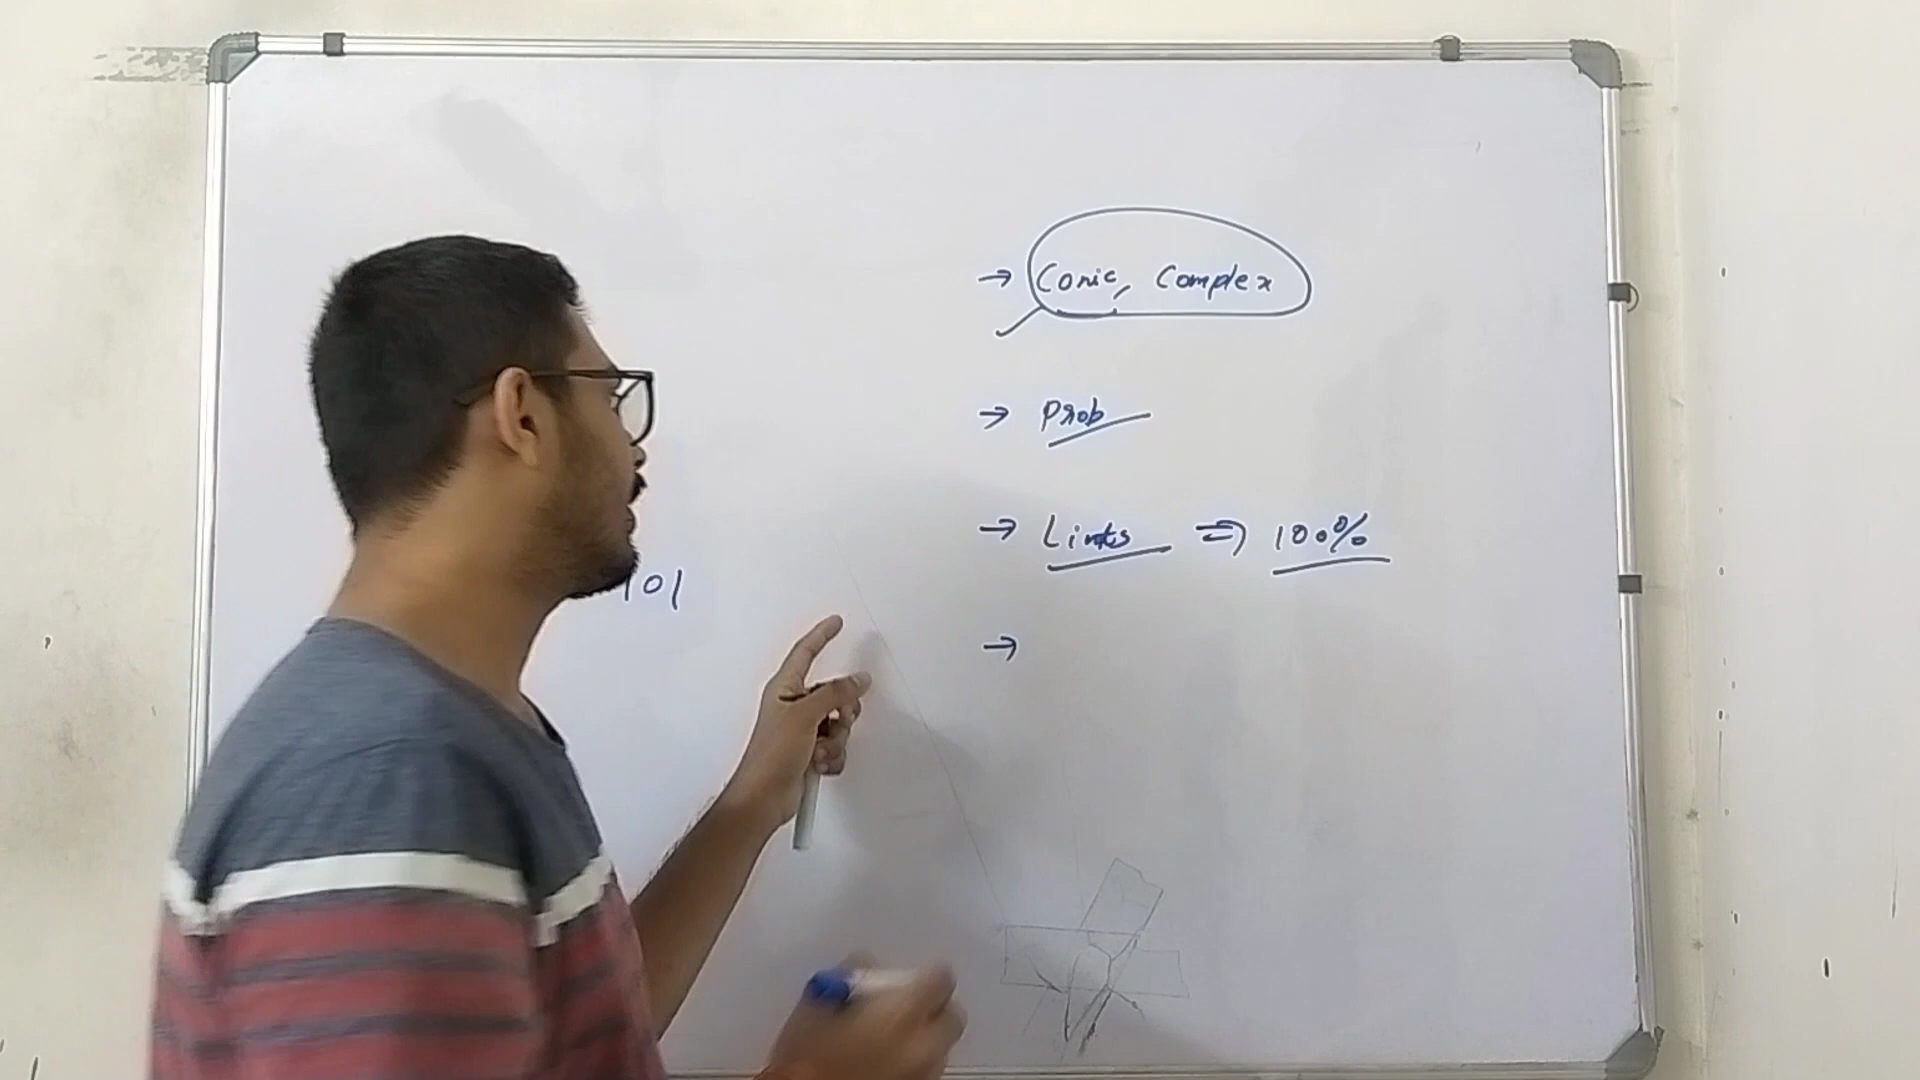 → Conic, Complex
→ Prob
→ Limits ⇒ 100%
101
→